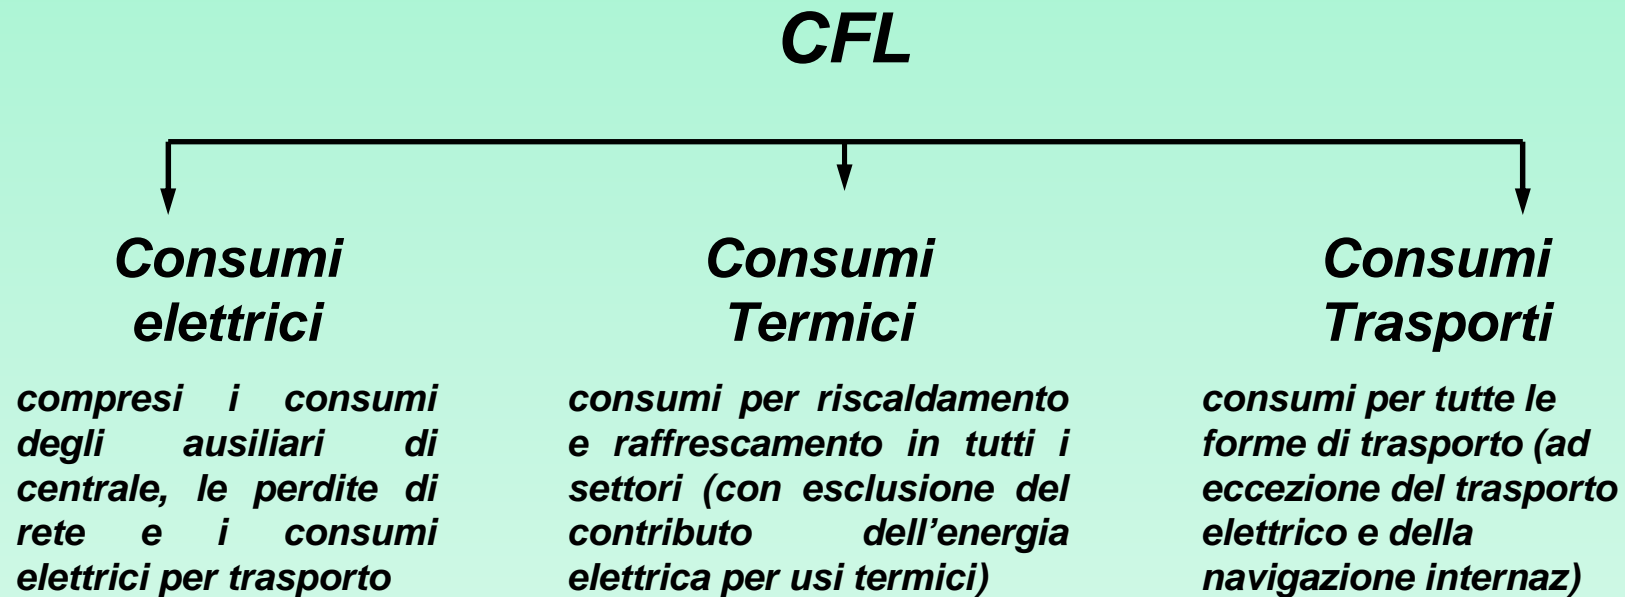 CFL
Consumi
elettrici
compresi i consumi
degli ausiliari di
centrale, le perdite di
rete e i consumi
elettrici per trasporto
Consumi
Termici
consumi per riscaldamento
e raffrescamento in tutti i
settori (con esclusione del
contributo dell’energia
elettrica per usi termici)
Consumi
Trasporti
consumi per tutte le
forme di trasporto (ad
eccezione del trasporto
elettrico e della
navigazione internaz)